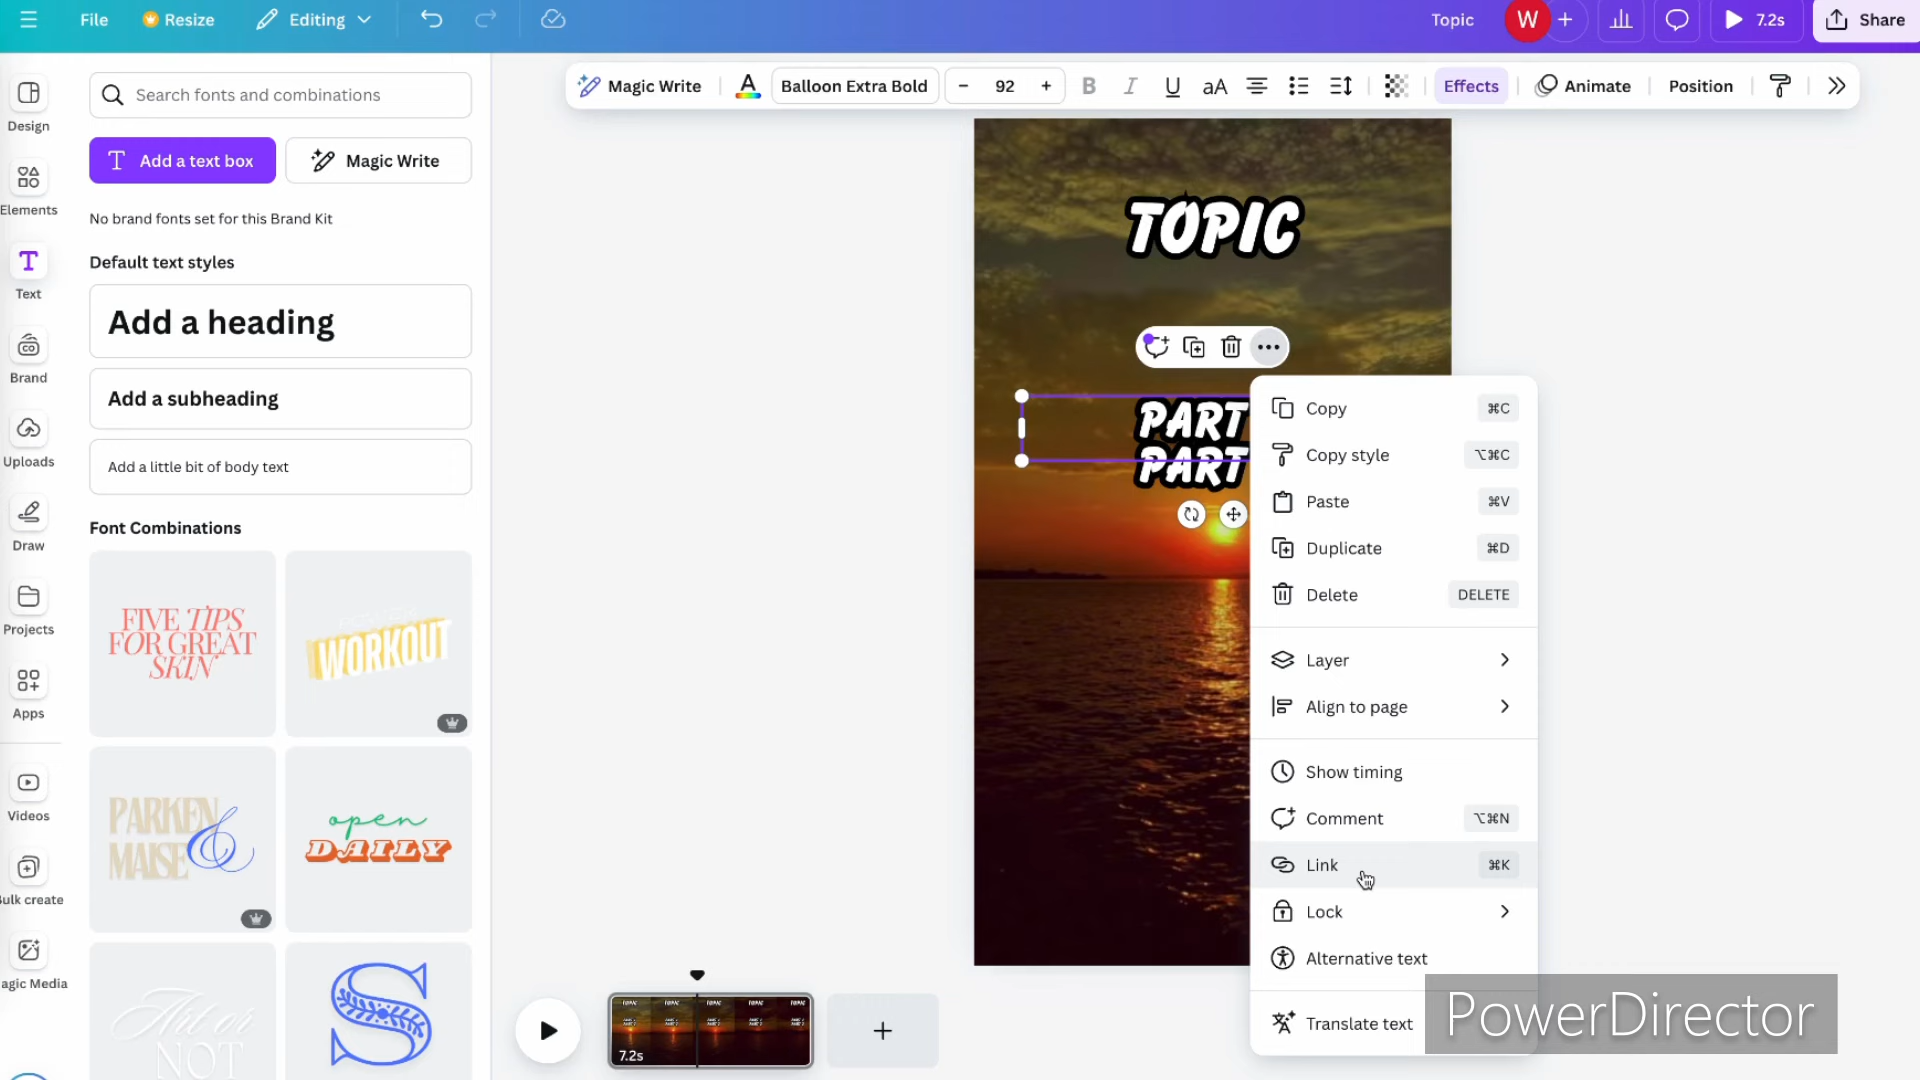 File
Resize
Editing
Topic
W
7.2s
Share
Design
Elements
Text
Brand
Uploads
Draw
Projects
Apps
Videos
ulk create
agic Media
Search fonts and combinations
Add a text box
Magic Write
No brand fonts set for this Brand Kit
Default text styles
Add a heading
Add a subheading
Add a little bit of body text
Font Combinations
FIVE TIPS
FOR GREAT
SKIN
WORKOUT
PARKEN
MAISE &
open
DAILY
Art or
NOT
S
Magic Write
A
Balloon Extra Bold
– 92 +
B I U aA
Effects
Animate
Position
TOPIC
PART
PART
Copy ⌘C
Copy style ⌥⌘C
Paste ⌘V
Duplicate ⌘D
Delete DELETE
Layer
Align to page
Show timing
Comment ⌥⌘N
Link ⌘K
Lock
Alternative text
Translate text
7.2s
PowerDirector